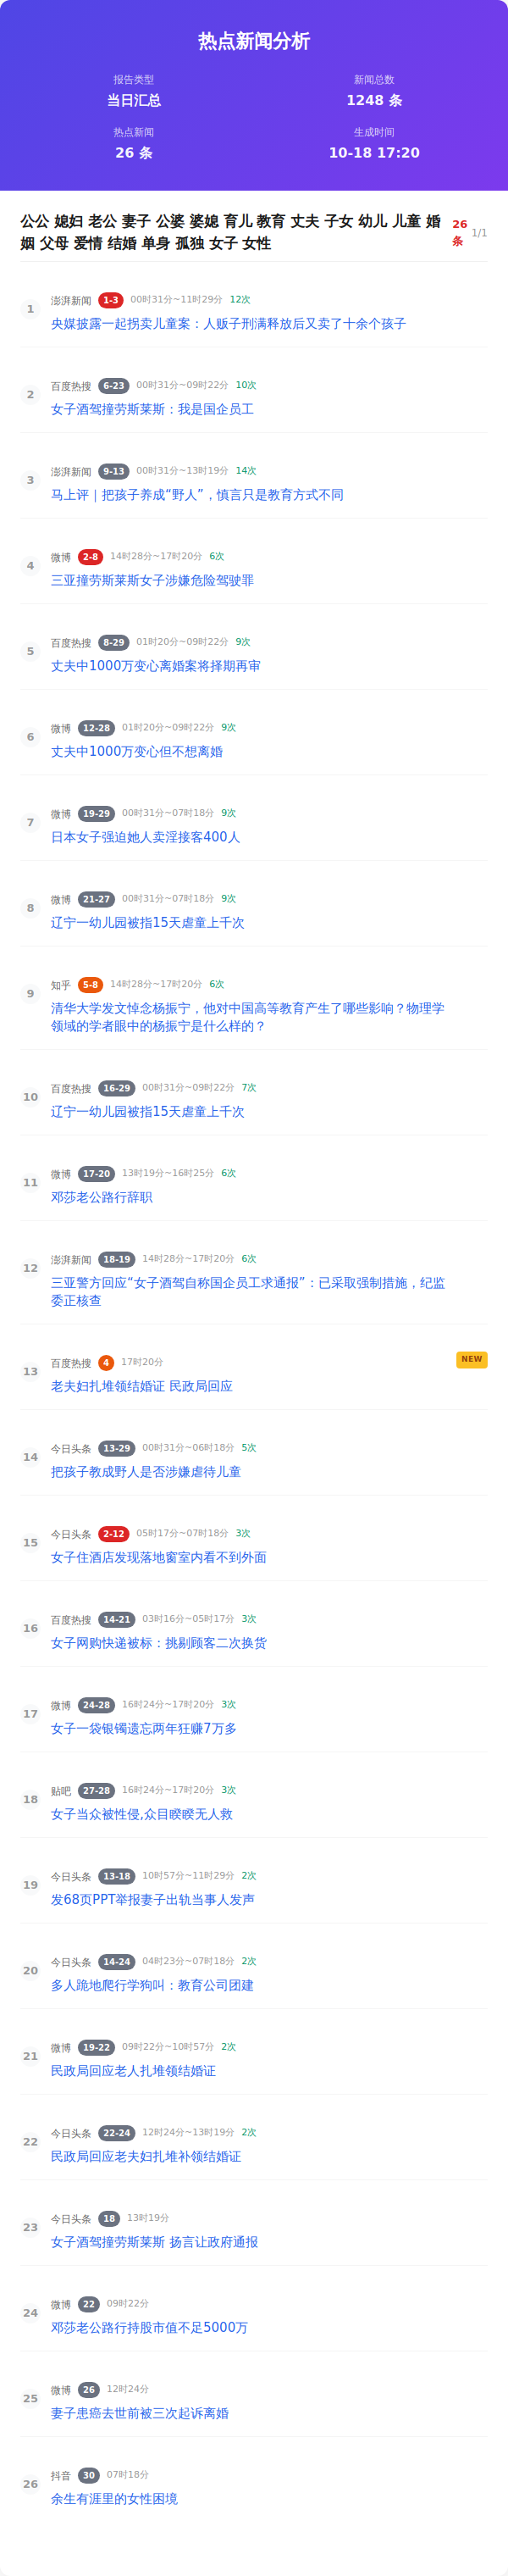 热点新闻分析
报告类型
当日汇总
新闻总数
1248 条
热点新闻
26 条
生成时间
10-18 17:20
公公 媳妇 老公 妻子 公婆 婆媳 育儿 教育 丈夫 子女 幼儿 儿童 婚
姻 父母 爱情 结婚 单身 孤独 女子 女性
26
条
1/1
1
澎湃新闻 1-3 00时31分~11时29分 12次
央媒披露一起拐卖儿童案：人贩子刑满释放后又卖了十余个孩子
2
百度热搜 6-23 00时31分~09时22分 10次
女子酒驾撞劳斯莱斯：我是国企员工
3
澎湃新闻 9-13 00时31分~13时19分 14次
马上评｜把孩子养成“野人”，慎言只是教育方式不同
4
微博 2-8 14时28分~17时20分 6次
三亚撞劳斯莱斯女子涉嫌危险驾驶罪
5
百度热搜 8-29 01时20分~09时22分 9次
丈夫中1000万变心离婚案将择期再审
6
微博 12-28 01时20分~09时22分 9次
丈夫中1000万变心但不想离婚
7
微博 19-29 00时31分~07时18分 9次
日本女子强迫她人卖淫接客400人
8
微博 21-27 00时31分~07时18分 9次
辽宁一幼儿园被指15天虐童上千次
9
知乎 5-8 14时28分~17时20分 6次
清华大学发文悼念杨振宁，他对中国高等教育产生了哪些影响？物理学
领域的学者眼中的杨振宁是什么样的？
10
百度热搜 16-29 00时31分~09时22分 7次
辽宁一幼儿园被指15天虐童上千次
11
微博 17-20 13时19分~16时25分 6次
邓莎老公路行辞职
12
澎湃新闻 18-19 14时28分~17时20分 6次
三亚警方回应“女子酒驾自称国企员工求通报”：已采取强制措施，纪监
委正核查
13
百度热搜 4 17时20分
NEW
老夫妇扎堆领结婚证 民政局回应
14
今日头条 13-29 00时31分~06时18分 5次
把孩子教成野人是否涉嫌虐待儿童
15
今日头条 2-12 05时17分~07时18分 3次
女子住酒店发现落地窗室内看不到外面
16
百度热搜 14-21 03时16分~05时17分 3次
女子网购快递被标：挑剔顾客二次换货
17
微博 24-28 16时24分~17时20分 3次
女子一袋银镯遗忘两年狂赚7万多
18
贴吧 27-28 16时24分~17时20分 3次
女子当众被性侵,众目睽睽无人救
19
今日头条 13-18 10时57分~11时29分 2次
发68页PPT举报妻子出轨当事人发声
20
今日头条 14-24 04时23分~07时18分 2次
多人跪地爬行学狗叫：教育公司团建
21
微博 19-22 09时22分~10时57分 2次
民政局回应老人扎堆领结婚证
22
今日头条 22-24 12时24分~13时19分 2次
民政局回应老夫妇扎堆补领结婚证
23
今日头条 18 13时19分
女子酒驾撞劳斯莱斯 扬言让政府通报
24
微博 22 09时22分
邓莎老公路行持股市值不足5000万
25
微博 26 12时24分
妻子患癌去世前被三次起诉离婚
26
抖音 30 07时18分
余生有涯里的女性困境